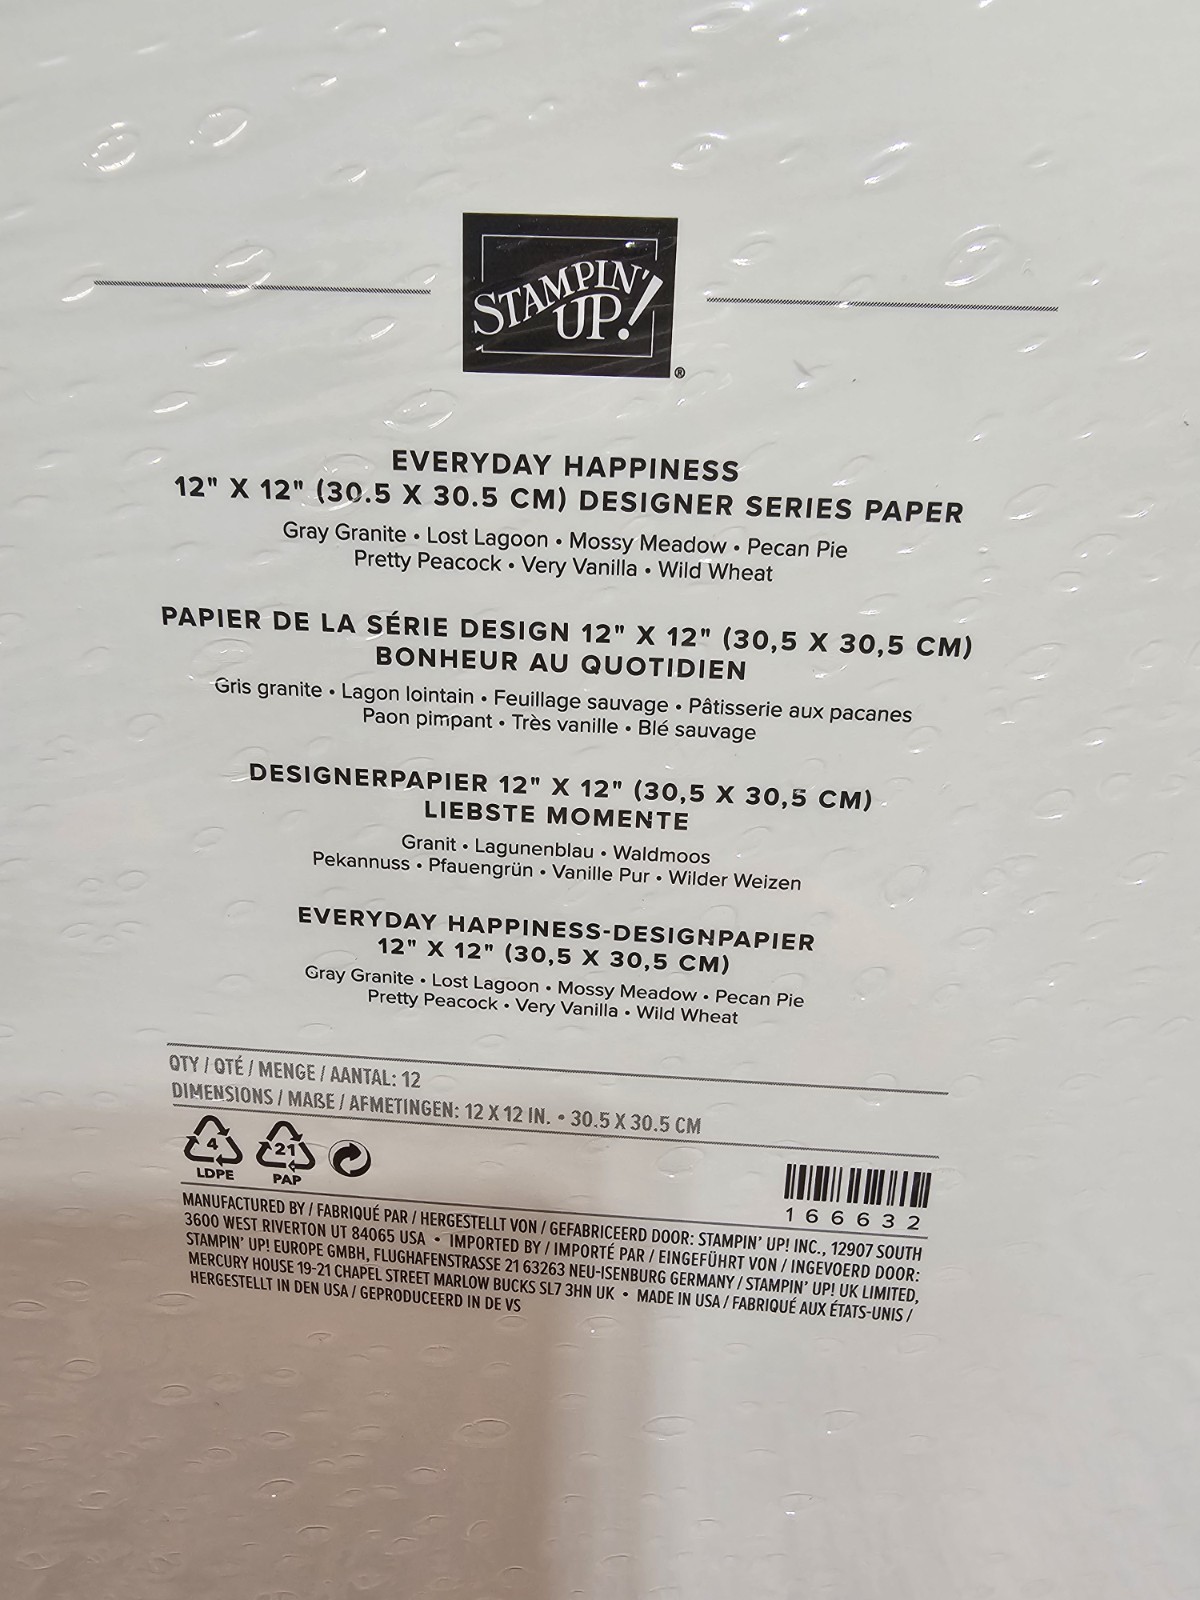 STAMPIN' UP!®
EVERYDAY HAPPINESS
12" X 12" (30.5 X 30.5 CM) DESIGNER SERIES PAPER
Gray Granite • Lost Lagoon • Mossy Meadow • Pecan Pie
Pretty Peacock • Very Vanilla • Wild Wheat
PAPIER DE LA SÉRIE DESIGN 12" X 12" (30,5 X 30,5 CM)
BONHEUR AU QUOTIDIEN
Gris granite • Lagon lointain • Feuillage sauvage • Pâtisserie aux pacanes
Paon pimpant • Très vanille • Blé sauvage
DESIGNERPAPIER 12" X 12" (30,5 X 30,5 CM)
LIEBSTE MOMENTE
Granit • Lagunenblau • Waldmoos
Pekannuss • Pfauengrün • Vanille Pur • Wilder Weizen
EVERYDAY HAPPINESS-DESIGNPAPIER
12" X 12" (30,5 X 30,5 CM)
Gray Granite • Lost Lagoon • Mossy Meadow • Pecan Pie
Pretty Peacock • Very Vanilla • Wild Wheat
QTY / QTÉ / MENGE / AANTAL: 12
DIMENSIONS / MAßE / AFMETINGEN: 12 X 12 IN. • 30.5 X 30.5 CM
4
LDPE
21
PAP
166632
MANUFACTURED BY / FABRIQUÉ PAR / HERGESTELLT VON / GEFABRICEERD DOOR: STAMPIN' UP! INC., 12907 SOUTH
3600 WEST RIVERTON UT 84065 USA • IMPORTED BY / IMPORTÉ PAR / EINGEFÜHRT VON / INGEVOERD DOOR:
STAMPIN' UP! EUROPE GMBH, FLUGHAFENSTRASSE 21 63263 NEU-ISENBURG GERMANY / STAMPIN' UP! UK LIMITED,
MERCURY HOUSE 19-21 CHAPEL STREET MARLOW BUCKS SL7 3HN UK • MADE IN USA / FABRIQUÉ AUX ÉTATS-UNIS /
HERGESTELLT IN DEN USA / GEPRODUCEERD IN DE VS